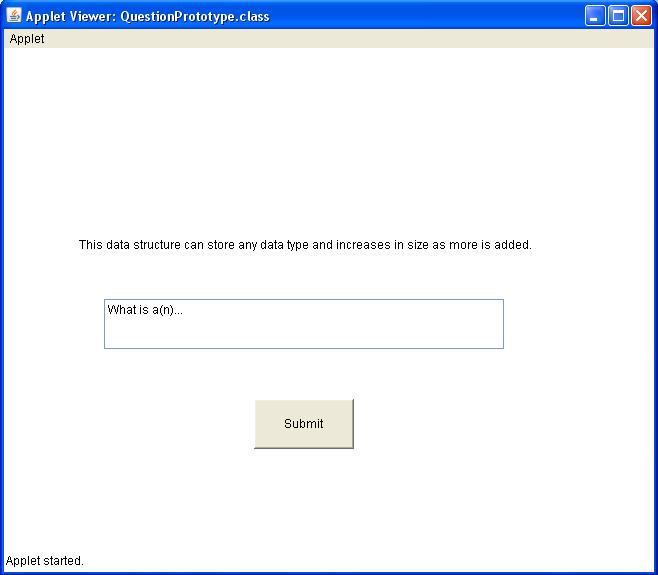 Applet Viewer: QuestionPrototype.class
Applet
This data structure can store any data type and increases in size as more is added.
What is a(n)...
Submit
Applet started.